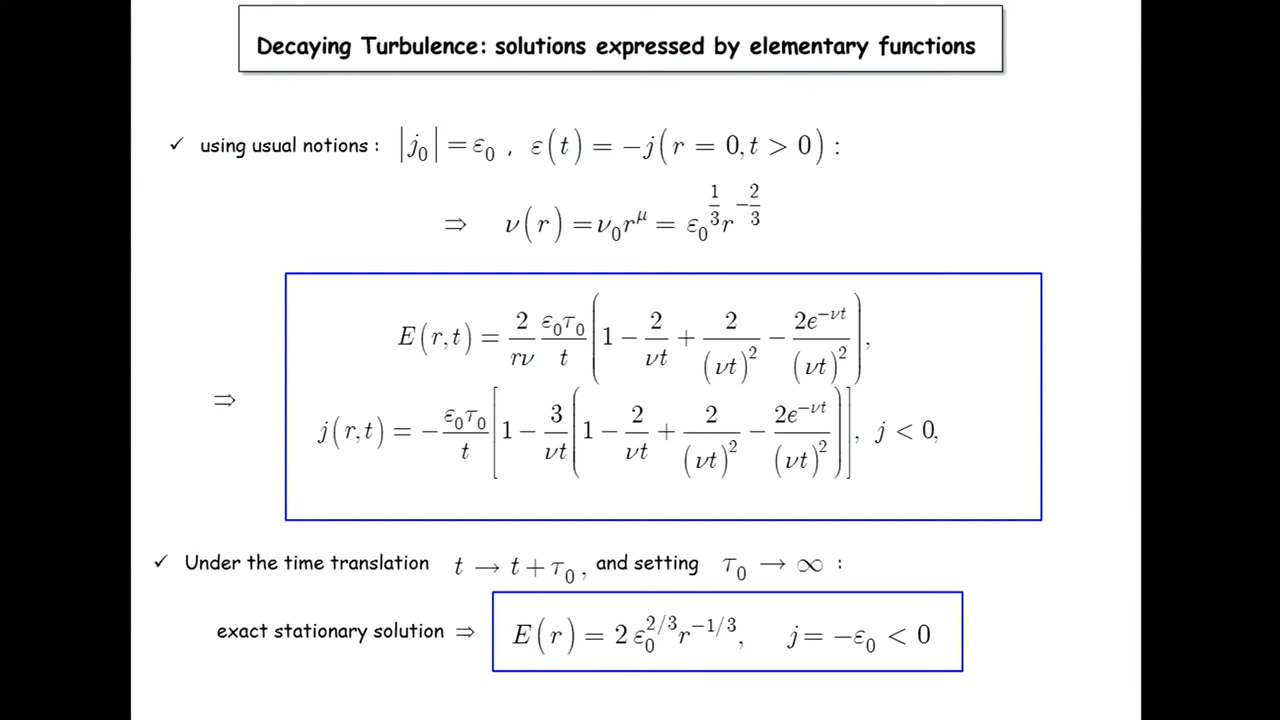 Decaying Turbulence: solutions expressed by elementary functions
✓ using usual notions : |j₀| = ε₀ , ε(t) = −j(r = 0, t > 0) :
⇒ ν(r) = ν₀r^μ = ε₀^(1/3) r^(−2/3)
E(r,t) = (2/(rν)) (ε₀τ₀/t) (1 − 2/(νt) + 2/(νt)² − 2e^(−νt)/(νt)²),
⇒
j(r,t) = −(ε₀τ₀/t) [1 − (3/(νt)) (1 − 2/(νt) + 2/(νt)² − 2e^(−νt)/(νt)²)], j < 0,
✓ Under the time translation t → t + τ₀ , and setting τ₀ → ∞ :
exact stationary solution ⇒ E(r) = 2 ε₀^(2/3) r^(−1/3), j = −ε₀ < 0